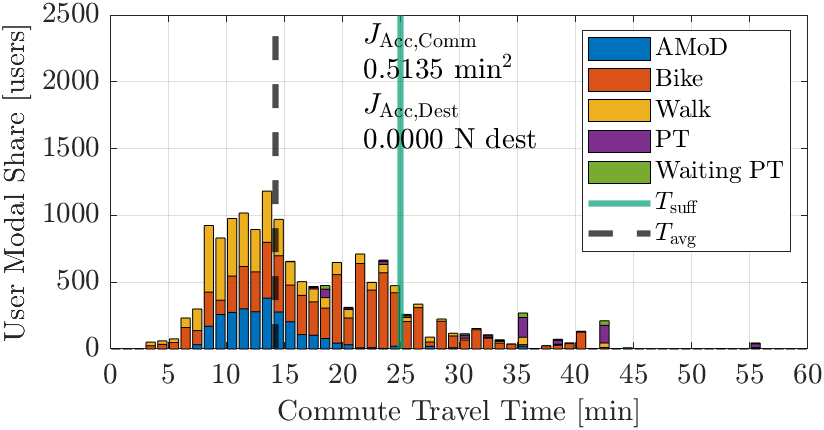 2500
2000
1500
1000
500
0
User Modal Share [users]
J_Acc,Comm
0.5135 min²
J_Acc,Dest
0.0000 N dest
AMoD
Bike
Walk
PT
Waiting PT
T_suff
T_avg
0 5 10 15 20 25 30 35 40 45 50 55 60
Commute Travel Time [min]